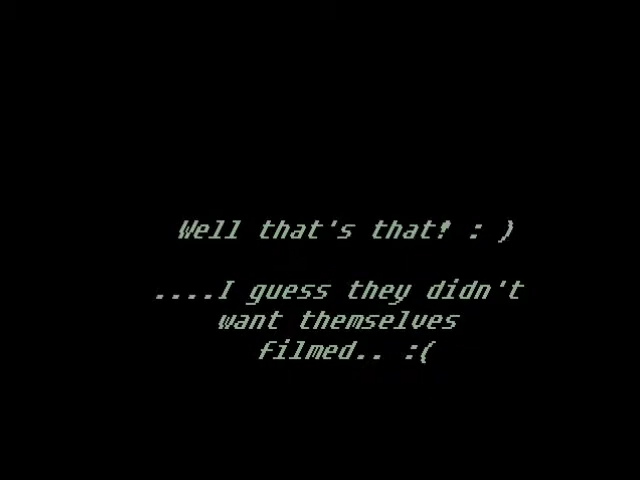 Well that's that! : )
....I guess they didn't
want themselves
filmed.. :(